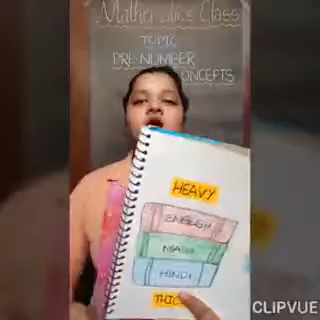 Mathematics Class
TOPIC
PRE-NUMBER
CONCEPTS
HEAVY
ENGLISH
MATH
HINDI
CLIPVUE